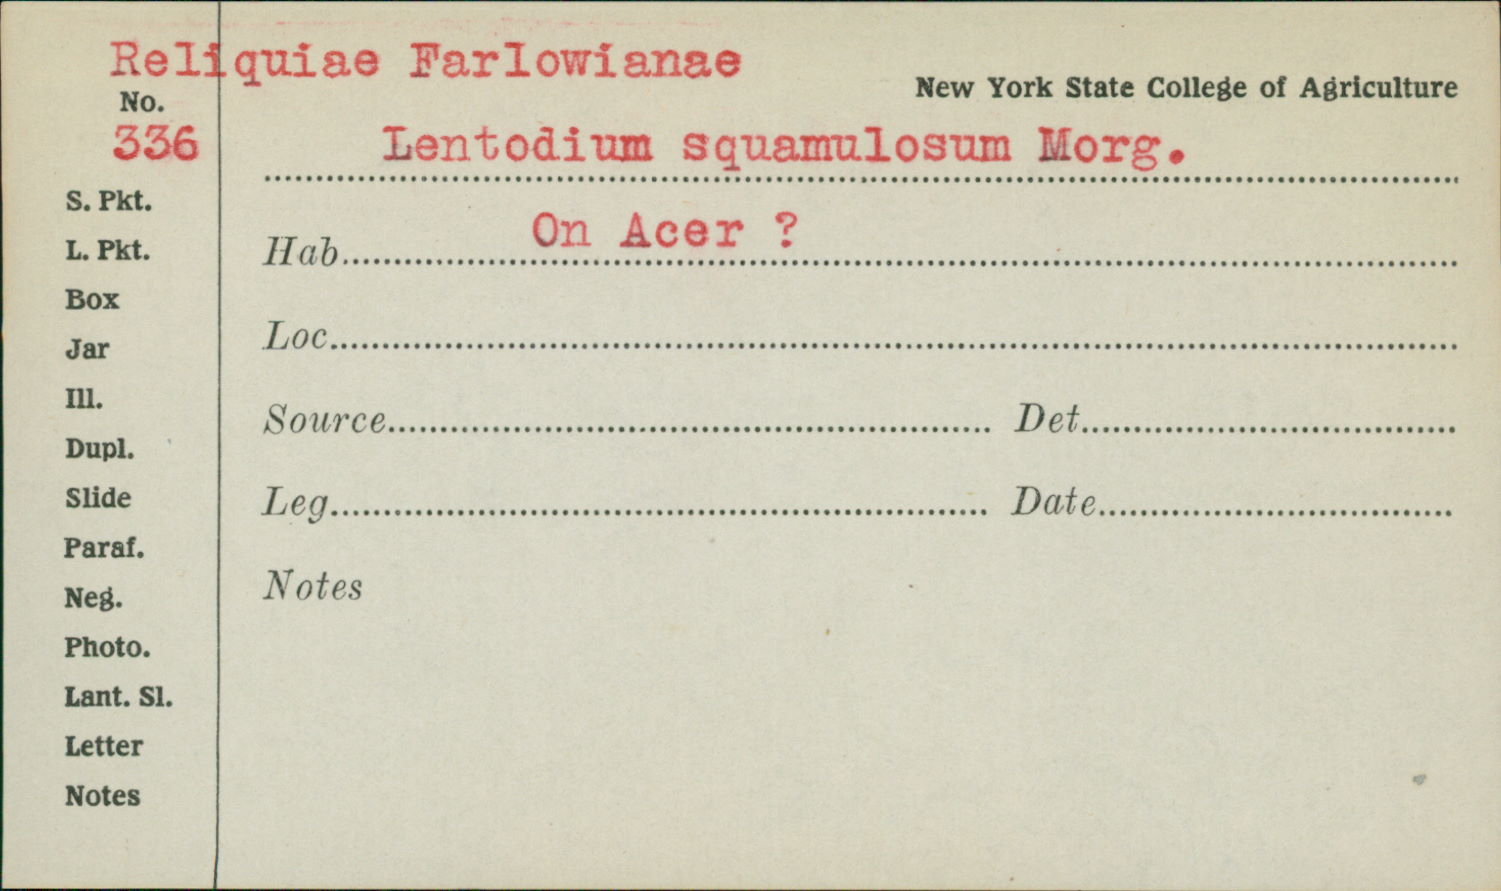 Reliquiae Farlowianae
New York State College of Agriculture
No.
336
Lentodium squamulosum Morg.
S. Pkt.
L. Pkt.
Box
Jar
Ill.
Dupl.
Slide
Paraf.
Neg.
Photo.
Lant. Sl.
Letter
Notes
Hab. On Acer ?
Loc.
Source Det.
Leg. Date
Notes